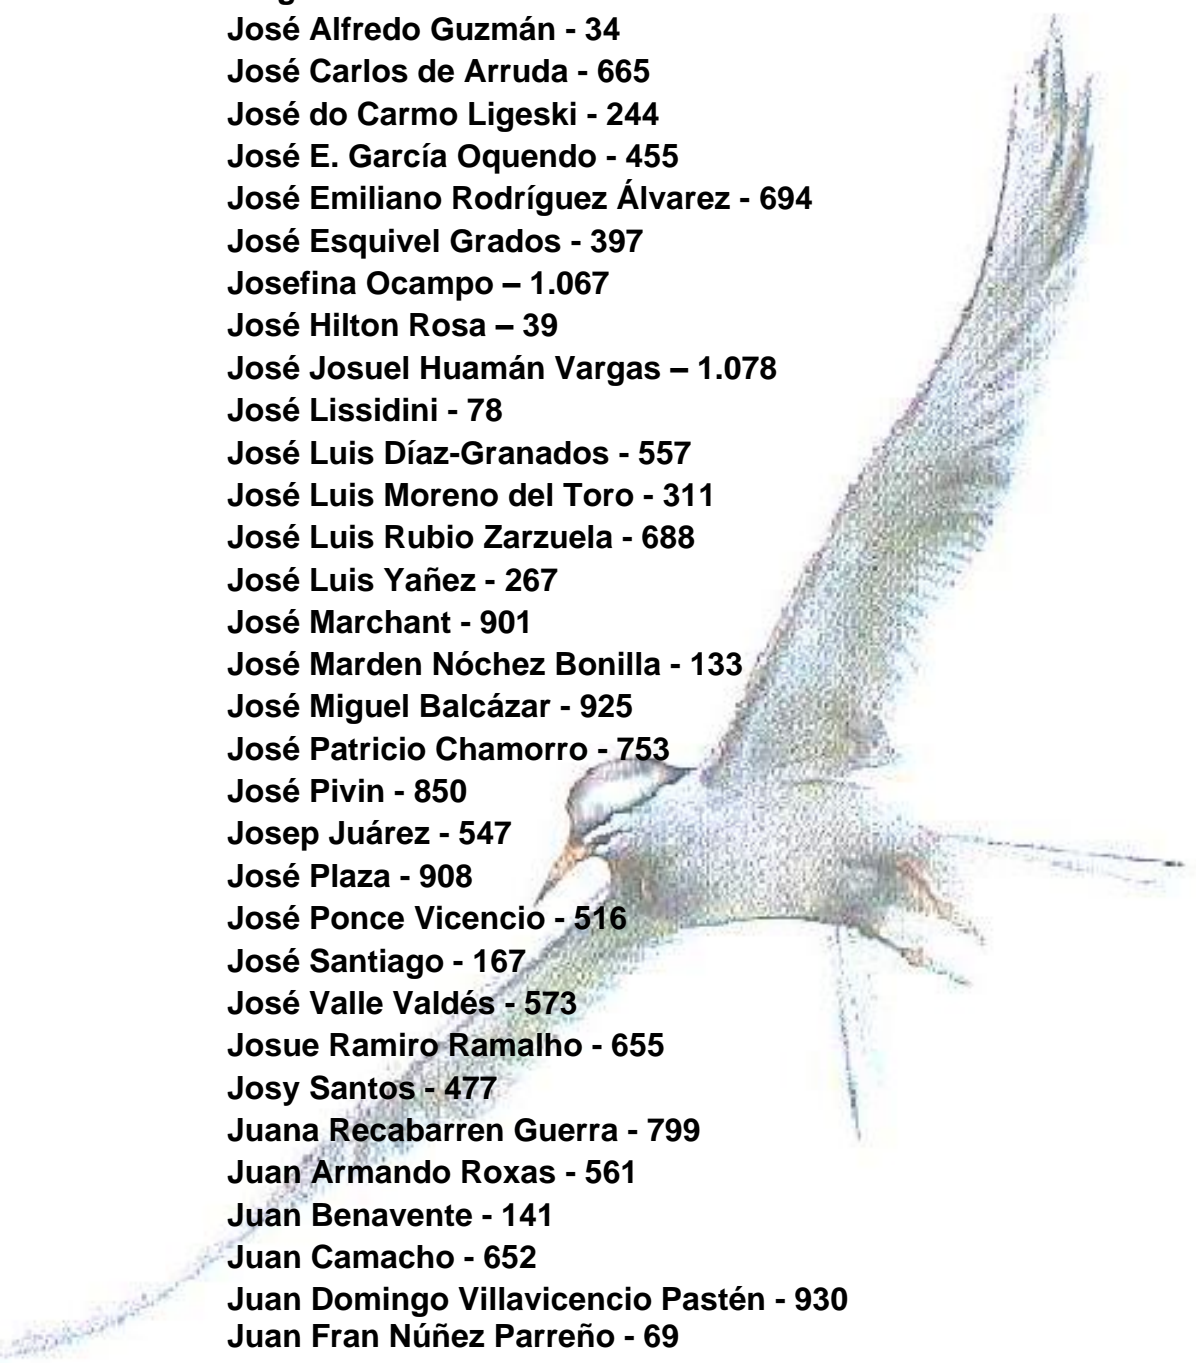 José Alfredo Guzmán - 34
José Carlos de Arruda - 665
José do Carmo Ligeski - 244
José E. García Oquendo - 455
José Emiliano Rodríguez Álvarez - 694
José Esquivel Grados - 397
Josefina Ocampo – 1.067
José Hilton Rosa – 39
José Josuel Huamán Vargas – 1.078
José Lissidini - 78
José Luis Díaz-Granados - 557
José Luis Moreno del Toro - 311
José Luis Rubio Zarzuela - 688
José Luis Yañez - 267
José Marchant - 901
José Marden Nóchez Bonilla - 133
José Miguel Balcázar - 925
José Patricio Chamorro - 753
José Pivin - 850
Josep Juárez - 547
José Plaza - 908
José Ponce Vicencio - 516
José Santiago - 167
José Valle Valdés - 573
Josue Ramiro Ramalho - 655
Josy Santos - 477
Juana Recabarren Guerra - 799
Juan Armando Roxas - 561
Juan Benavente - 141
Juan Camacho - 652
Juan Domingo Villavicencio Pastén - 930
Juan Fran Núñez Parreño - 69